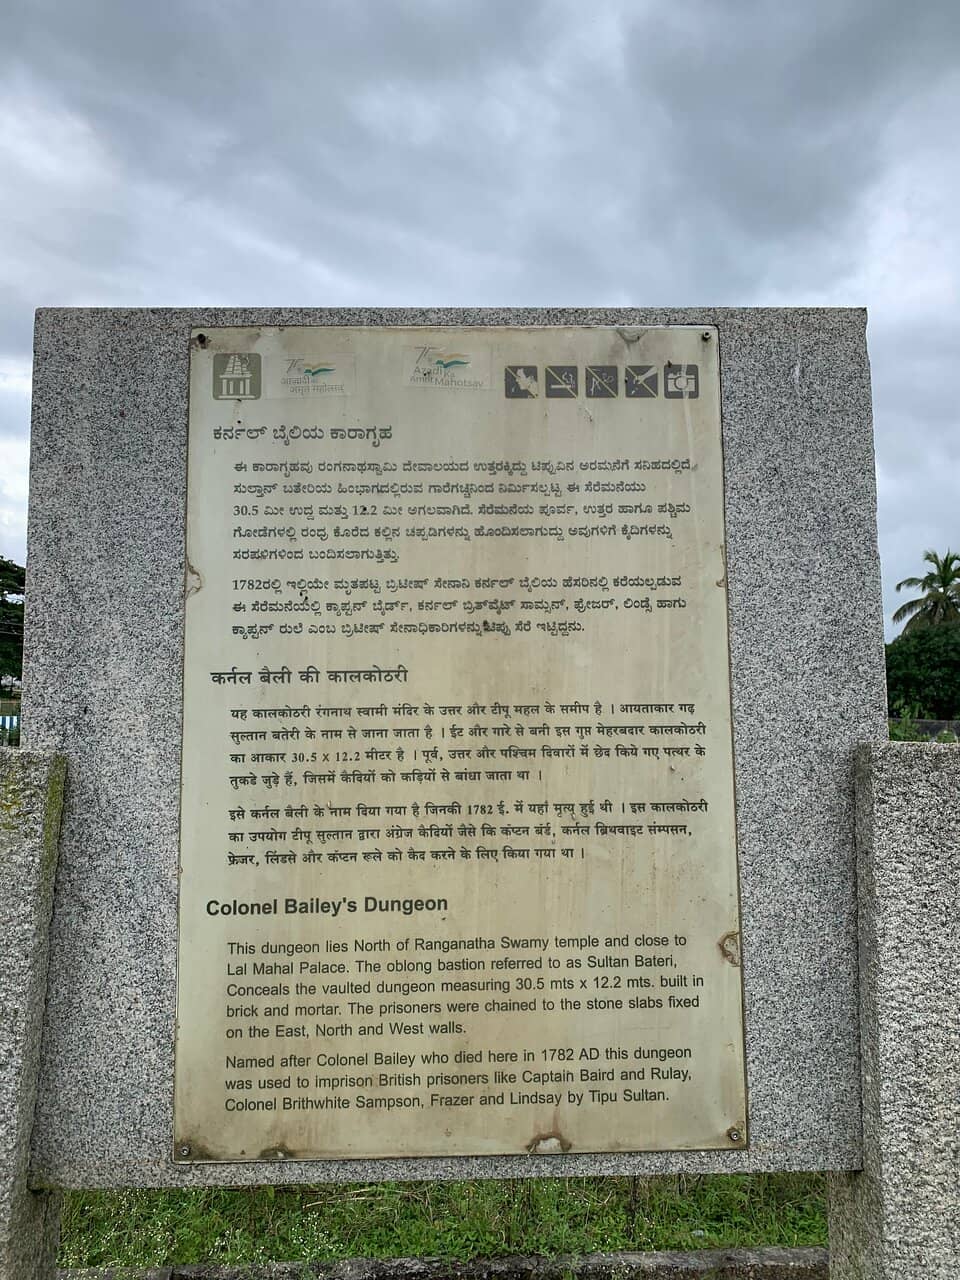 75
आज़ादी का
अमृत महोत्सव
75
Azadi Ka
Amrit Mahotsav
ಕರ್ನಲ್ ಬೈಲಿಯ ಕಾರಾಗೃಹ
ಈ ಕಾರಾಗೃಹವು ರಂಗನಾಥಸ್ವಾಮಿ ದೇವಾಲಯದ ಉತ್ತರಕ್ಕಿದ್ದು ಟಿಪ್ಪುವಿನ ಅರಮನೆಗೆ ಸನಿಹದಲ್ಲಿದೆ.
ಸುಲ್ತಾನ್ ಬತೇರಿಯ ಹಿಂಭಾಗದಲ್ಲಿರುವ ಗಾರೆಗಚ್ಚಿನಿಂದ ನಿರ್ಮಿಸಲ್ಪಟ್ಟ ಈ ಸೆರೆಮನೆಯು
30.5 ಮೀ ಉದ್ದ ಮತ್ತು 12.2 ಮೀ ಅಗಲವಾಗಿದೆ. ಸೆರೆಮನೆಯ ಪೂರ್ವ, ಉತ್ತರ ಹಾಗೂ ಪಶ್ಚಿಮ
ಗೋಡೆಗಳಲ್ಲಿ ರಂಧ್ರ ಕೊರೆದ ಕಲ್ಲಿನ ಚಪ್ಪಡಿಗಳನ್ನು ಹೊಂದಿಸಲಾಗುದ್ದು ಅವುಗಳಿಗೆ ಕೈದಿಗಳನ್ನು
ಸರಪಳಿಗಳಿಂದ ಬಂದಿಸಲಾಗುತ್ತಿತ್ತು.
1782ರಲ್ಲಿ ಇಲ್ಲಿಯೇ ಮೃತಪಟ್ಟ ಬ್ರಿಟೀಷ್ ಸೇನಾನಿ ಕರ್ನಲ್ ಬೈಲಿಯ ಹೆಸರಿನಲ್ಲಿ ಕರೆಯಲ್ಪಡುವ
ಈ ಸೆರೆಮನೆಯಲ್ಲಿ ಕ್ಯಾಪ್ಟನ್ ಬೈರ್ಡ್, ಕರ್ನಲ್ ಬ್ರಿತ್‌ವೈಟ್ ಸಾಮ್ಸನ್, ಫ್ರೇಜರ್, ಲಿಂಡ್ಸೆ ಹಾಗು
ಕ್ಯಾಪ್ಟನ್ ರುಲೆ ಎಂಬ ಬ್ರಿಟೀಷ್ ಸೇನಾಧಿಕಾರಿಗಳನ್ನು ಟಿಪ್ಪು ಸೆರೆ ಇಟ್ಟಿದ್ದನು.
कर्नल बैली की कालकोठरी
यह कालकोठरी रंगनाथ स्वामी मंदिर के उत्तर और टीपू महल के समीप है । आयताकार गढ़
सुल्तान बतेरी के नाम से जाना जाता है । ईट और गारे से बनी इस गुप्त मेहरबदार कालकोठरी
का आकार 30.5 x 12.2 मीटर है । पूर्व, उत्तर और पश्चिम दिवारों में छेद किये गए पत्थर के
तुकडे जुड़े हैं, जिसमें कैदियों को कड़ियों से बांधा जाता था ।
इसे कर्नल बैली के नाम दिया गया है जिनकी 1782 ई. में यहां मृत्यु हुई थी । इस कालकोठरी
का उपयोग टीपू सुल्तान द्वारा अंग्रेज कैदियों जैसे कि कॅप्टन बॅर्ड, कर्नल ब्रिथवाइट संम्पसन,
फ्रेजर, लिंडसे और कॅप्टन रूले को कैद करने के लिए किया गया था ।
Colonel Bailey's Dungeon
This dungeon lies North of Ranganatha Swamy temple and close to
Lal Mahal Palace. The oblong bastion referred to as Sultan Bateri,
Conceals the vaulted dungeon measuring 30.5 mts x 12.2 mts. built in
brick and mortar. The prisoners were chained to the stone slabs fixed
on the East, North and West walls.
Named after Colonel Bailey who died here in 1782 AD this dungeon
was used to imprison British prisoners like Captain Baird and Rulay,
Colonel Brithwhite Sampson, Frazer and Lindsay by Tipu Sultan.